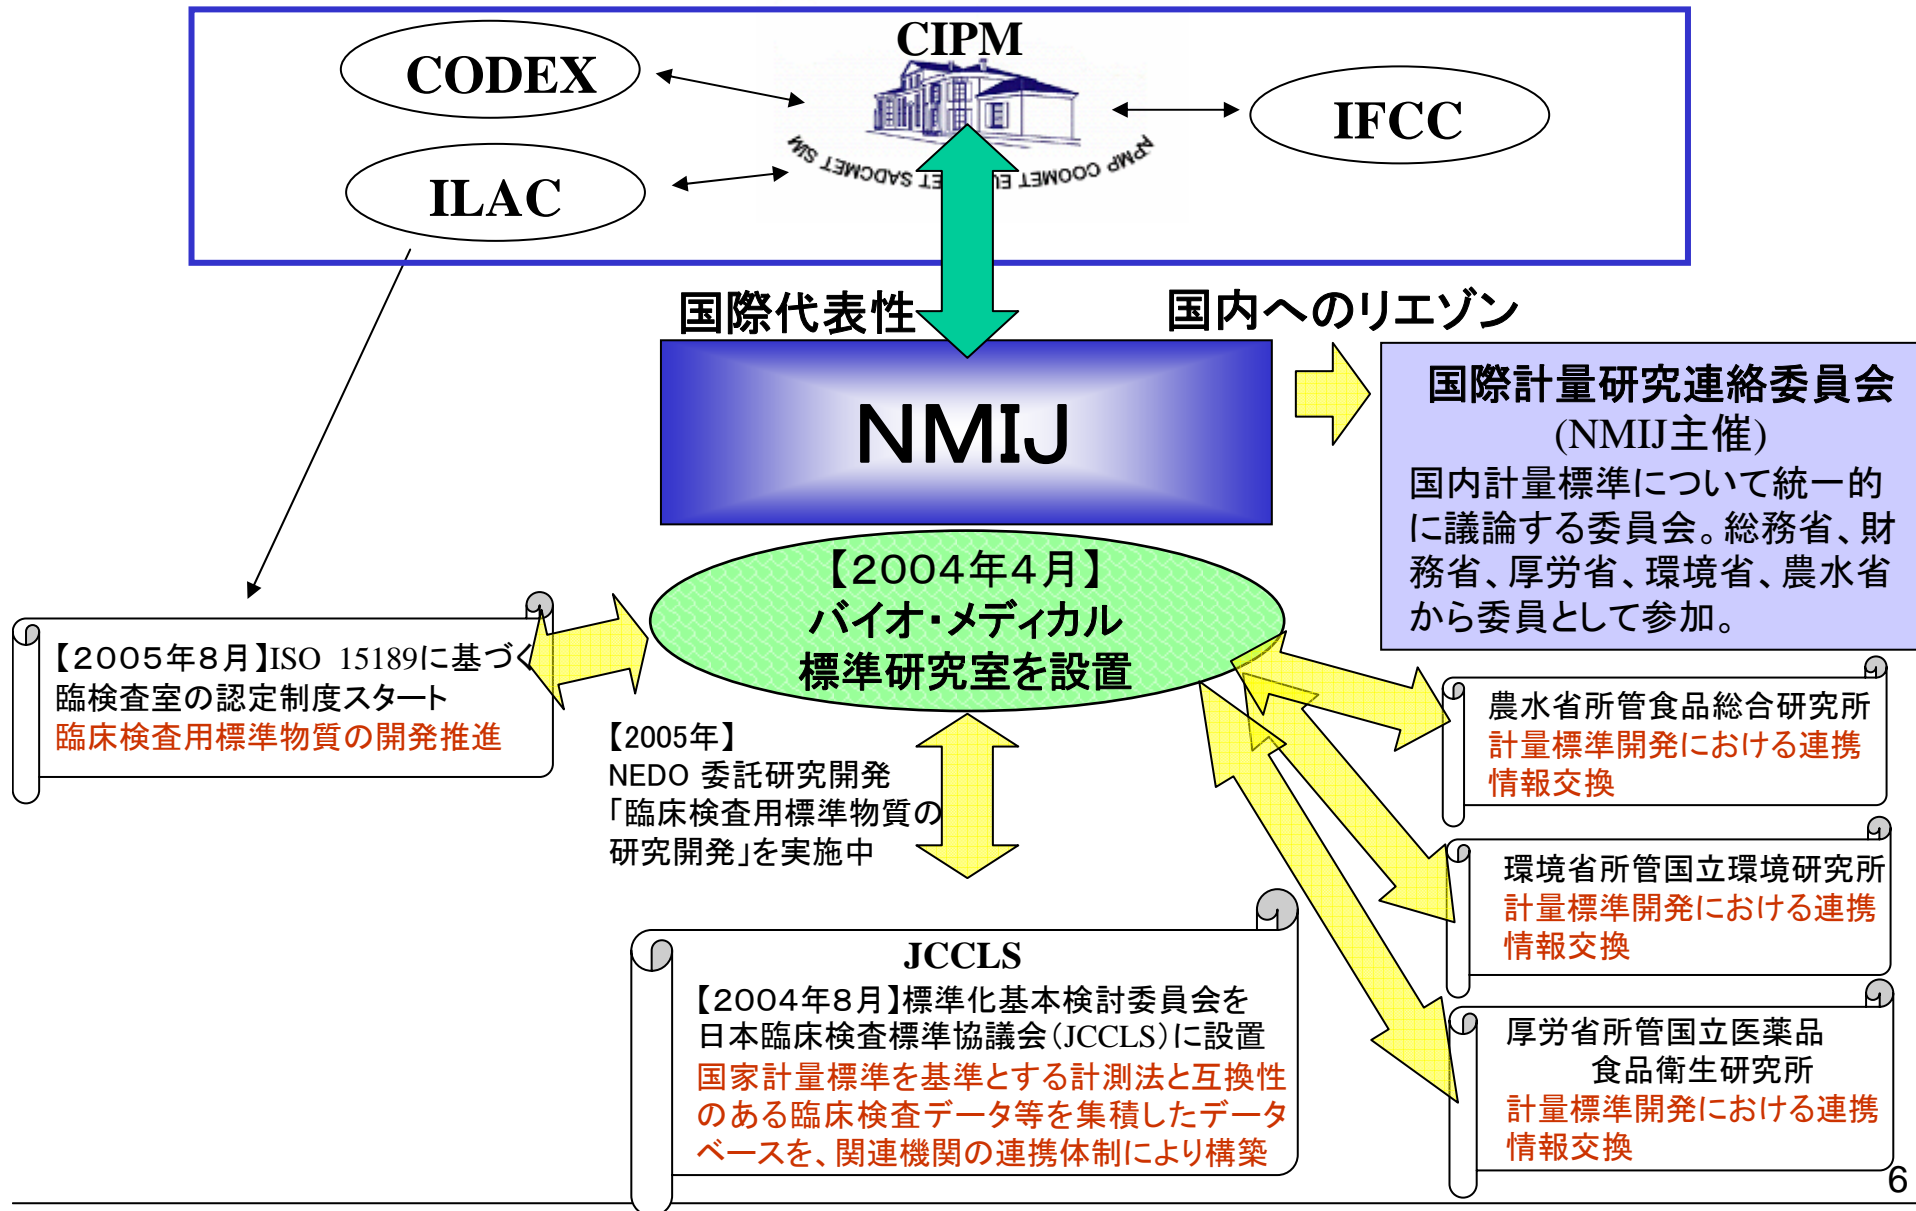 CIPM
CODEX
IFCC
ILAC
APMP COOMET EU ET SADCMET SIM
国際代表性
国内へのリエゾン
NMIJ
国際計量研究連絡委員会
(NMIJ主催)
国内計量標準について統一的
に議論する委員会。総務省、財
務省、厚労省、環境省、農水省
から委員として参加。
【2004年4月】
バイオ・メディカル
標準研究室を設置
【2005年8月】ISO 15189に基づく
臨検査室の認定制度スタート
臨床検査用標準物質の開発推進
【2005年】
NEDO 委託研究開発
「臨床検査用標準物質の
研究開発」を実施中
農水省所管食品総合研究所
計量標準開発における連携
情報交換
環境省所管国立環境研究所
計量標準開発における連携
情報交換
厚労省所管国立医薬品
食品衛生研究所
計量標準開発における連携
情報交換
JCCLS
【2004年8月】標準化基本検討委員会を
日本臨床検査標準協議会(JCCLS)に設置
国家計量標準を基準とする計測法と互換性
のある臨床検査データ等を集積したデータ
ベースを、関連機関の連携体制により構築
6